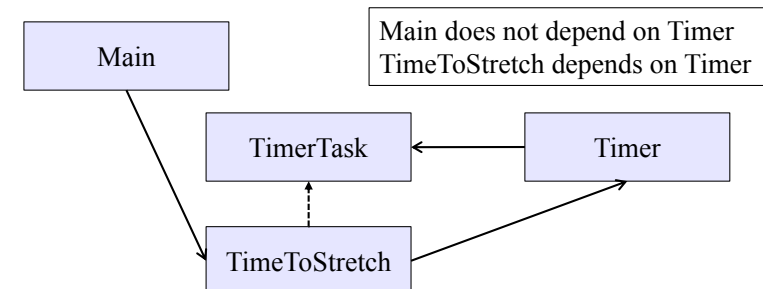 Main does not depend on Timer
TimeToStretch depends on Timer
Main
TimerTask
Timer
TimeToStretch